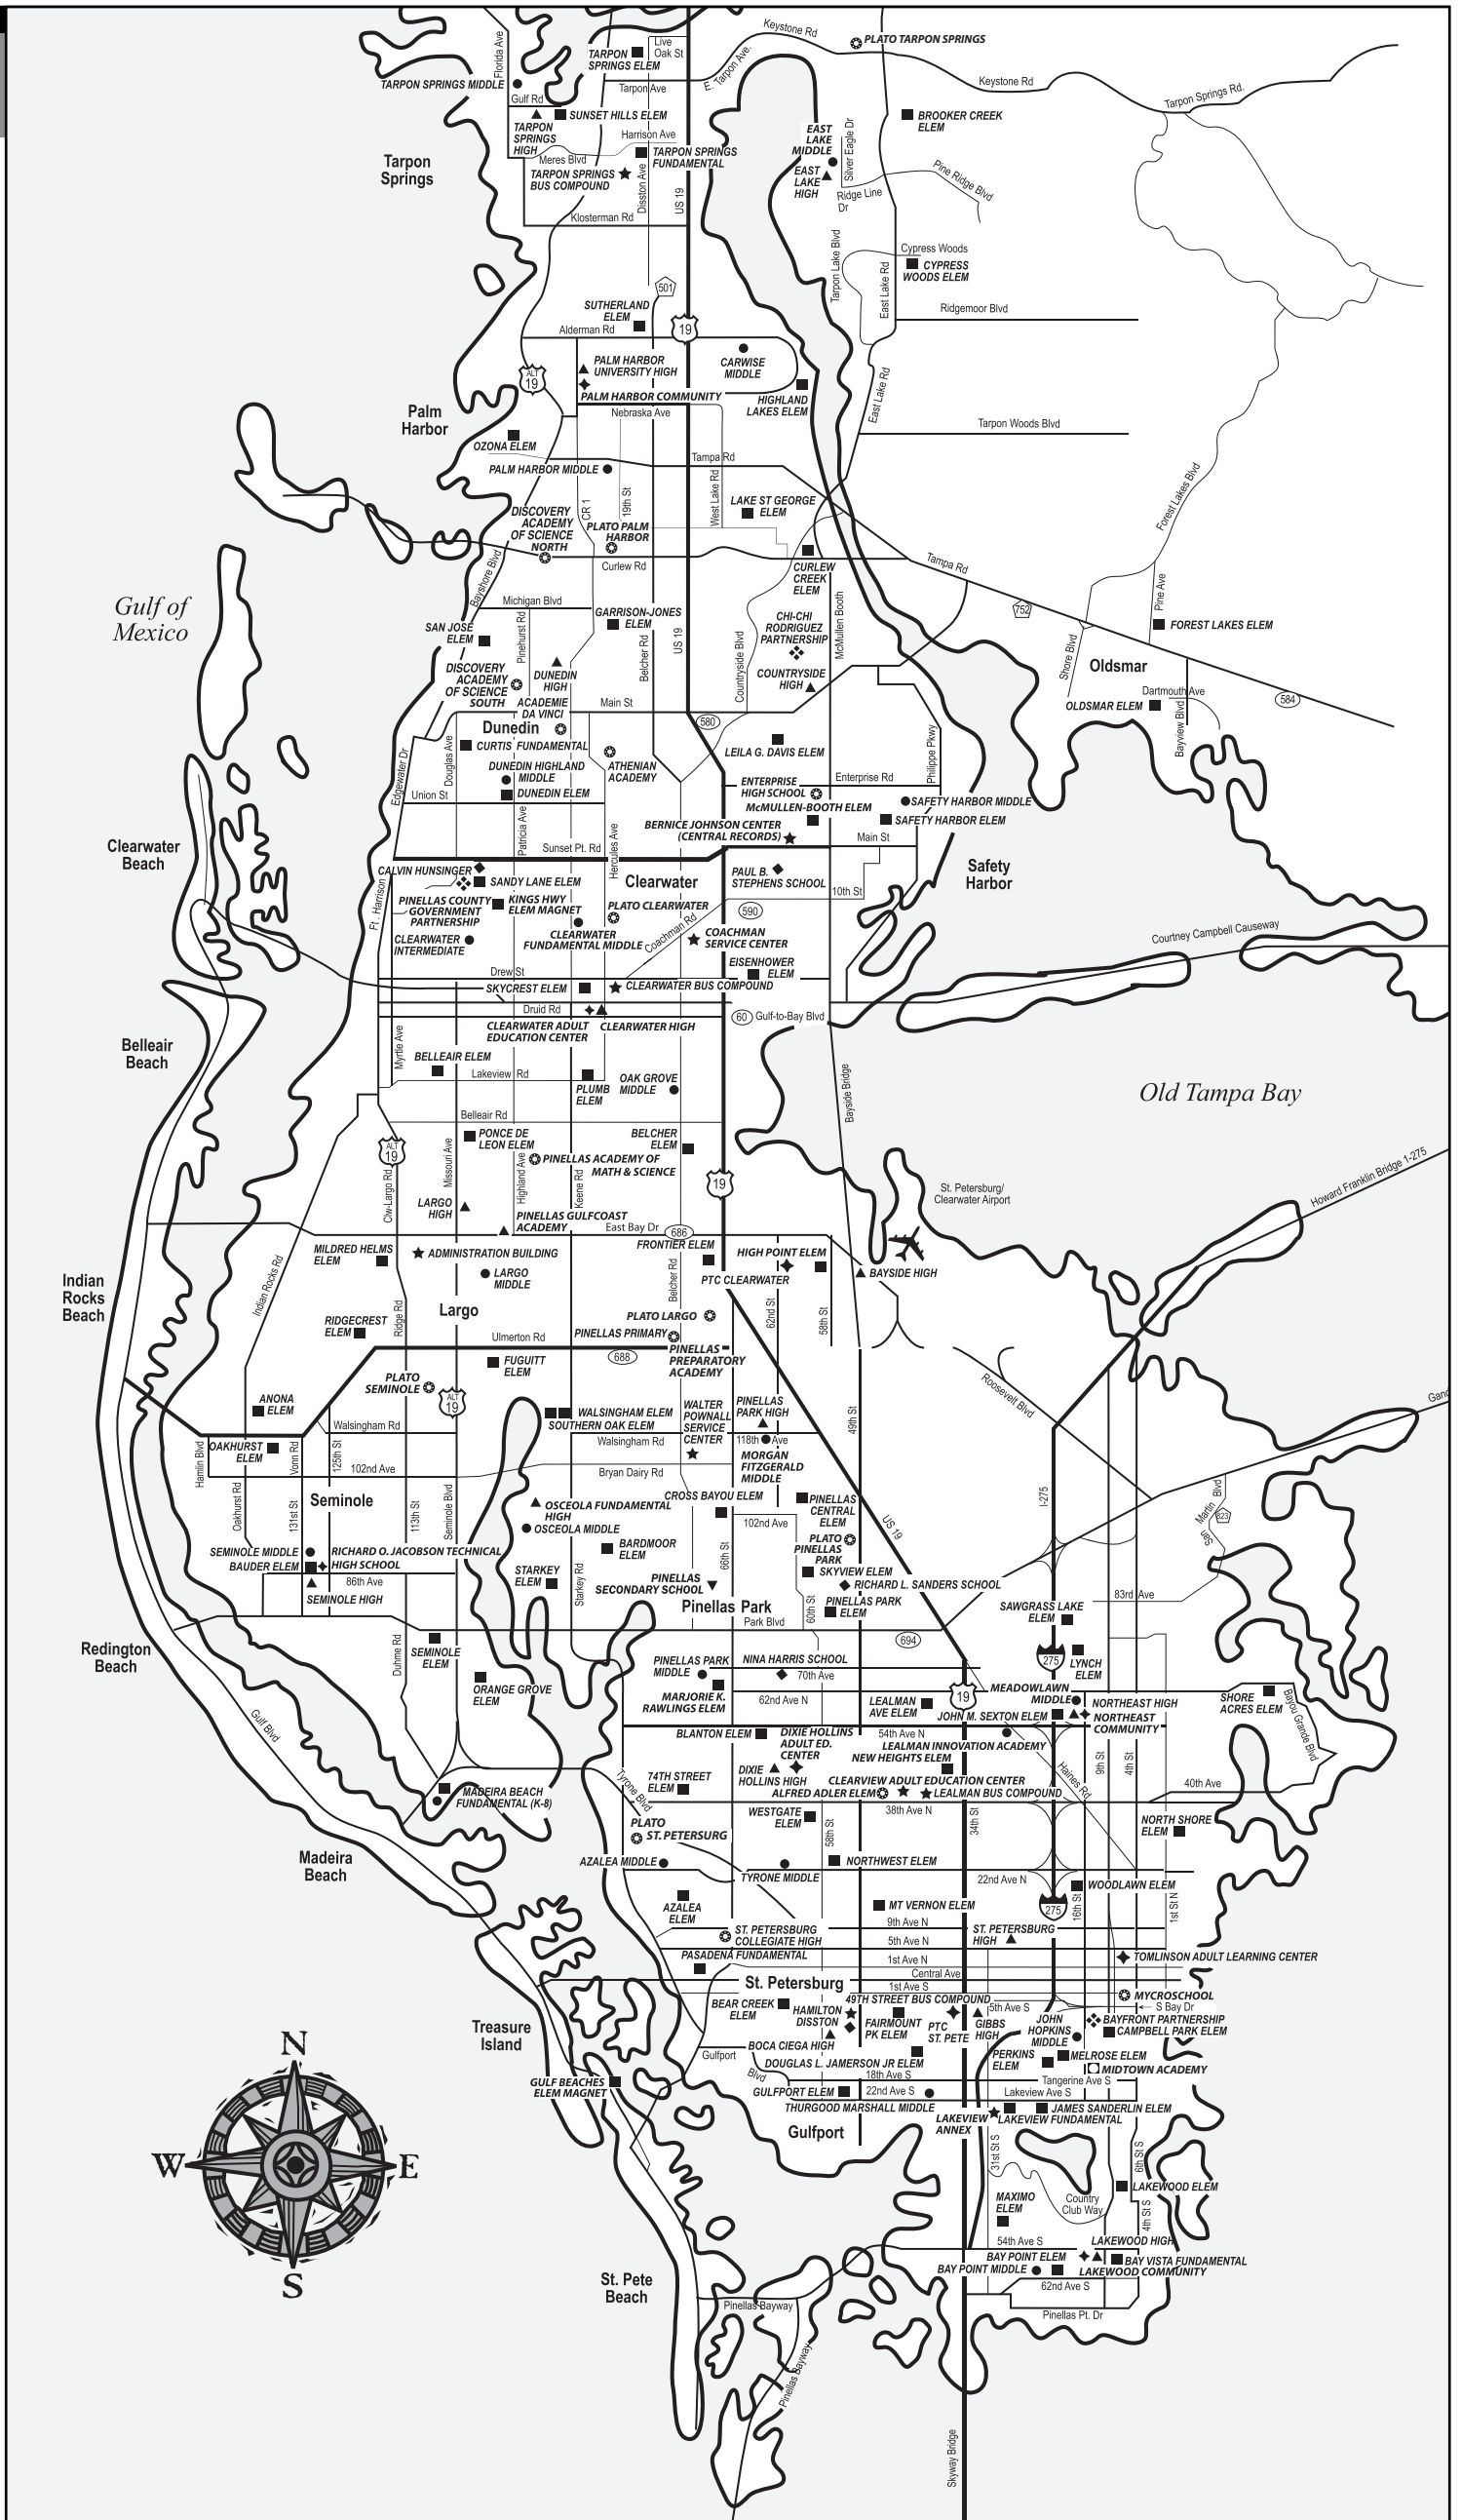 Keystone Rd
PLATO TARPON SPRINGS
Florida Ave
Live
Oak St
TARPON
SPRINGS ELEM
E. Tarpon Ave.
Keystone Rd
TARPON SPRINGS MIDDLE
Tarpon Ave
Tarpon Springs Rd.
Gulf Rd
SUNSET HILLS ELEM
BROOKER CREEK
ELEM
TARPON
SPRINGS
HIGH
Harrison Ave
EAST
LAKE
MIDDLE
Silver Eagle Dr
Meres Blvd
TARPON SPRINGS
FUNDAMENTAL
Tarpon
Springs
TARPON SPRINGS
BUS COMPOUND
Disston Ave
US 19
EAST
LAKE
HIGH
Ridge Line
Dr
Pine Ridge Blvd
Klosterman Rd
Tarpon Lake Blvd
Cypress Woods
CYPRESS
WOODS ELEM
East Lake Rd
501
SUTHERLAND
ELEM
Ridgemoor Blvd
Alderman Rd
19
PALM HARBOR
UNIVERSITY HIGH
CARWISE
MIDDLE
ALT
19
PALM HARBOR COMMUNITY
HIGHLAND
LAKES ELEM
East Lake Rd
Palm
Harbor
Nebraska Ave
Tarpon Woods Blvd
OZONA ELEM
PALM HARBOR MIDDLE
Tampa Rd
CR 1
19th St
West Lake Rd
LAKE ST GEORGE
ELEM
Forest Lakes Blvd
DISCOVERY
ACADEMY
OF SCIENCE
NORTH
PLATO PALM
HARBOR
Curlew Rd
CURLEW
CREEK
ELEM
Tampa Rd
Bayshore Blvd
Gulf of
Mexico
Michigan Blvd
GARRISON-JONES
ELEM
McMullen Booth
752
Pine Ave
FOREST LAKES ELEM
SAN JOSE
ELEM
Pinehurst Rd
Belcher Rd
US 19
Countryside Blvd
CHI-CHI
RODRIGUEZ
PARTNERSHIP
Shore Blvd
Oldsmar
DISCOVERY
ACADEMY
OF SCIENCE
SOUTH
DUNEDIN
HIGH
COUNTRYSIDE
HIGH
Dartmouth Ave
OLDSMAR ELEM
Bayview Blvd
584
ACADEMIE
DA VINCI
Main St
580
Dunedin
Douglas Ave
CURTIS FUNDAMENTAL
LEILA G. DAVIS ELEM
Philippe Pkwy
DUNEDIN HIGHLAND
MIDDLE
ATHENIAN
ACADEMY
Edgewater Dr
DUNEDIN ELEM
Union St
ENTERPRISE
HIGH SCHOOL
Enterprise Rd
McMULLEN-BOOTH ELEM
SAFETY HARBOR MIDDLE
SAFETY HARBOR ELEM
Patricia Ave
Hercules Ave
BERNICE JOHNSON CENTER
(CENTRAL RECORDS)
Main St
Clearwater
Beach
Sunset Pt. Rd
Safety
Harbor
CALVIN HUNSINGER
SANDY LANE ELEM
Clearwater
PAUL B.
STEPHENS SCHOOL
10th St
Ft. Harrison
PINELLAS COUNTY
GOVERNMENT
PARTNERSHIP
KINGS HWY
ELEM MAGNET
PLATO CLEARWATER
590
CLEARWATER
INTERMEDIATE
CLEARWATER
FUNDAMENTAL MIDDLE
Coachman Rd
COACHMAN
SERVICE CENTER
Courtney Campbell Causeway
EISENHOWER
ELEM
Drew St
SKYCREST ELEM
CLEARWATER BUS COMPOUND
Druid Rd
60
Gulf-to-Bay Blvd
CLEARWATER ADULT
EDUCATION CENTER
CLEARWATER HIGH
Belleair
Beach
Myrtle Ave
BELLEAIR ELEM
Lakeview Rd
PLUMB
ELEM
OAK GROVE
MIDDLE
Bayside Bridge
Old Tampa Bay
Belleair Rd
PONCE DE
LEON ELEM
BELCHER
ELEM
ALT
19
Missouri Ave
Highland Ave
PINELLAS ACADEMY OF
MATH & SCIENCE
Keene Rd
19
Clw-Largo Rd
St. Petersburg/
Clearwater Airport
Howard Franklin Bridge 1-275
LARGO
HIGH
PINELLAS GULFCOAST
ACADEMY
East Bay Dr
686
MILDRED HELMS
ELEM
ADMINISTRATION BUILDING
FRONTIER ELEM
HIGH POINT ELEM
PTC CLEARWATER
BAYSIDE HIGH
LARGO
MIDDLE
Indian
Rocks
Beach
Indian Rocks Rd
Ridge Rd
Belcher Rd
62nd St
58th St
Largo
RIDGECREST
ELEM
PLATO LARGO
Ulmerton Rd
PINELLAS PRIMARY
688
PINELLAS
PREPARATORY
ACADEMY
FUGUITT
ELEM
PLATO
SEMINOLE
ALT
19
Roosevelt Blvd
ANONA
ELEM
Walsingham Rd
WALSINGHAM ELEM
SOUTHERN OAK ELEM
Walsingham Rd
WALTER
POWNALL
SERVICE
CENTER
PINELLAS
PARK HIGH
118th Ave
49th St
Hamlin Blvd
OAKHURST
ELEM
Vonn Rd
125th St
102nd Ave
Bryan Dairy Rd
MORGAN
FITZGERALD
MIDDLE
Oakhurst Rd
131st St
Seminole
113th St
Seminole Blvd
OSCEOLA FUNDAMENTAL
HIGH
OSCEOLA MIDDLE
CROSS BAYOU ELEM
102nd Ave
PINELLAS
CENTRAL
ELEM
I-275
San Martin Blvd
823
US 19
SEMINOLE MIDDLE
BAUDER ELEM
RICHARD O. JACOBSON TECHNICAL
HIGH SCHOOL
86th Ave
SEMINOLE HIGH
BARDMOOR
ELEM
STARKEY
ELEM
Starkey Rd
66th St
PLATO
PINELLAS
PARK
SKYVIEW ELEM
PINELLAS
SECONDARY SCHOOL
RICHARD L. SANDERS SCHOOL
83rd Ave
Pinellas Park
60th St
PINELLAS PARK
ELEM
SAWGRASS LAKE
ELEM
Park Blvd
694
Redington
Beach
Duhme Rd
SEMINOLE
ELEM
ORANGE GROVE
ELEM
PINELLAS PARK
MIDDLE
NINA HARRIS SCHOOL
70th Ave
275
LYNCH
ELEM
MARJORIE K.
RAWLINGS ELEM
62nd Ave N
LEALMAN
AVE ELEM
19
MEADOWLAWN
MIDDLE
NORTHEAST HIGH
NORTHEAST
COMMUNITY
SHORE
ACRES ELEM
Bayou Grande Blvd
JOHN M. SEXTON ELEM
Gulf Blvd
BLANTON ELEM
DIXIE HOLLINS
ADULT ED.
CENTER
54th Ave N
LEALMAN INNOVATION ACADEMY
NEW HEIGHTS ELEM
DIXIE
HOLLINS HIGH
74TH STREET
ELEM
CLEARVIEW ADULT EDUCATION CENTER
ALFRED ADLER ELEM
LEALMAN BUS COMPOUND
Haines Rd
9th St
4th St
40th Ave
MADEIRA BEACH
FUNDAMENTAL (K-8)
Tyrone Blvd
WESTGATE
ELEM
38th Ave N
34th St
NORTH SHORE
ELEM
PLATO
ST. PETERSURG
58th St
Madeira
Beach
AZALEA MIDDLE
TYRONE MIDDLE
NORTHWEST ELEM
22nd Ave N
WOODLAWN ELEM
AZALEA
ELEM
MT VERNON ELEM
275
16th St
1st St N
9th Ave N
ST. PETERSBURG
COLLEGIATE HIGH
5th Ave N
ST. PETERSBURG
HIGH
PASADENA FUNDAMENTAL
1st Ave N
TOMLINSON ADULT LEARNING CENTER
Central Ave
St. Petersburg
1st Ave S
MYCROSCHOOL
S Bay Dr
BEAR CREEK
ELEM
HAMILTON
DISSTON
49TH STREET BUS COMPOUND
5th Ave S
FAIRMOUNT
PK ELEM
PTC
ST. PETE
GIBBS
HIGH
JOHN
HOPKINS
MIDDLE
BAYFRONT PARTNERSHIP
CAMPBELL PARK ELEM
Treasure
Island
BOCA CIEGA HIGH
Gulfport
Blvd
DOUGLAS L. JAMERSON JR ELEM
PERKINS
ELEM
MELROSE ELEM
MIDTOWN ACADEMY
18th Ave S
Tangerine Ave S
GULF BEACHES
ELEM MAGNET
GULFPORT ELEM
22nd Ave S
Lakeview Ave S
THURGOOD MARSHALL MIDDLE
JAMES SANDERLIN ELEM
LAKEVIEW FUNDAMENTAL
LAKEVIEW
ANNEX
Gulfport
31st St S
6th St S
N
W
E
S
MAXIMO
ELEM
Country
Club Way
LAKEWOOD ELEM
4th St S
54th Ave S
LAKEWOOD HIGH
BAY POINT ELEM
BAY VISTA FUNDAMENTAL
BAY POINT MIDDLE
LAKEWOOD COMMUNITY
62nd Ave S
St. Pete
Beach
Pinellas Bayway
Pinellas Pt. Dr
Pinellas Bayway
Skyway Bridge